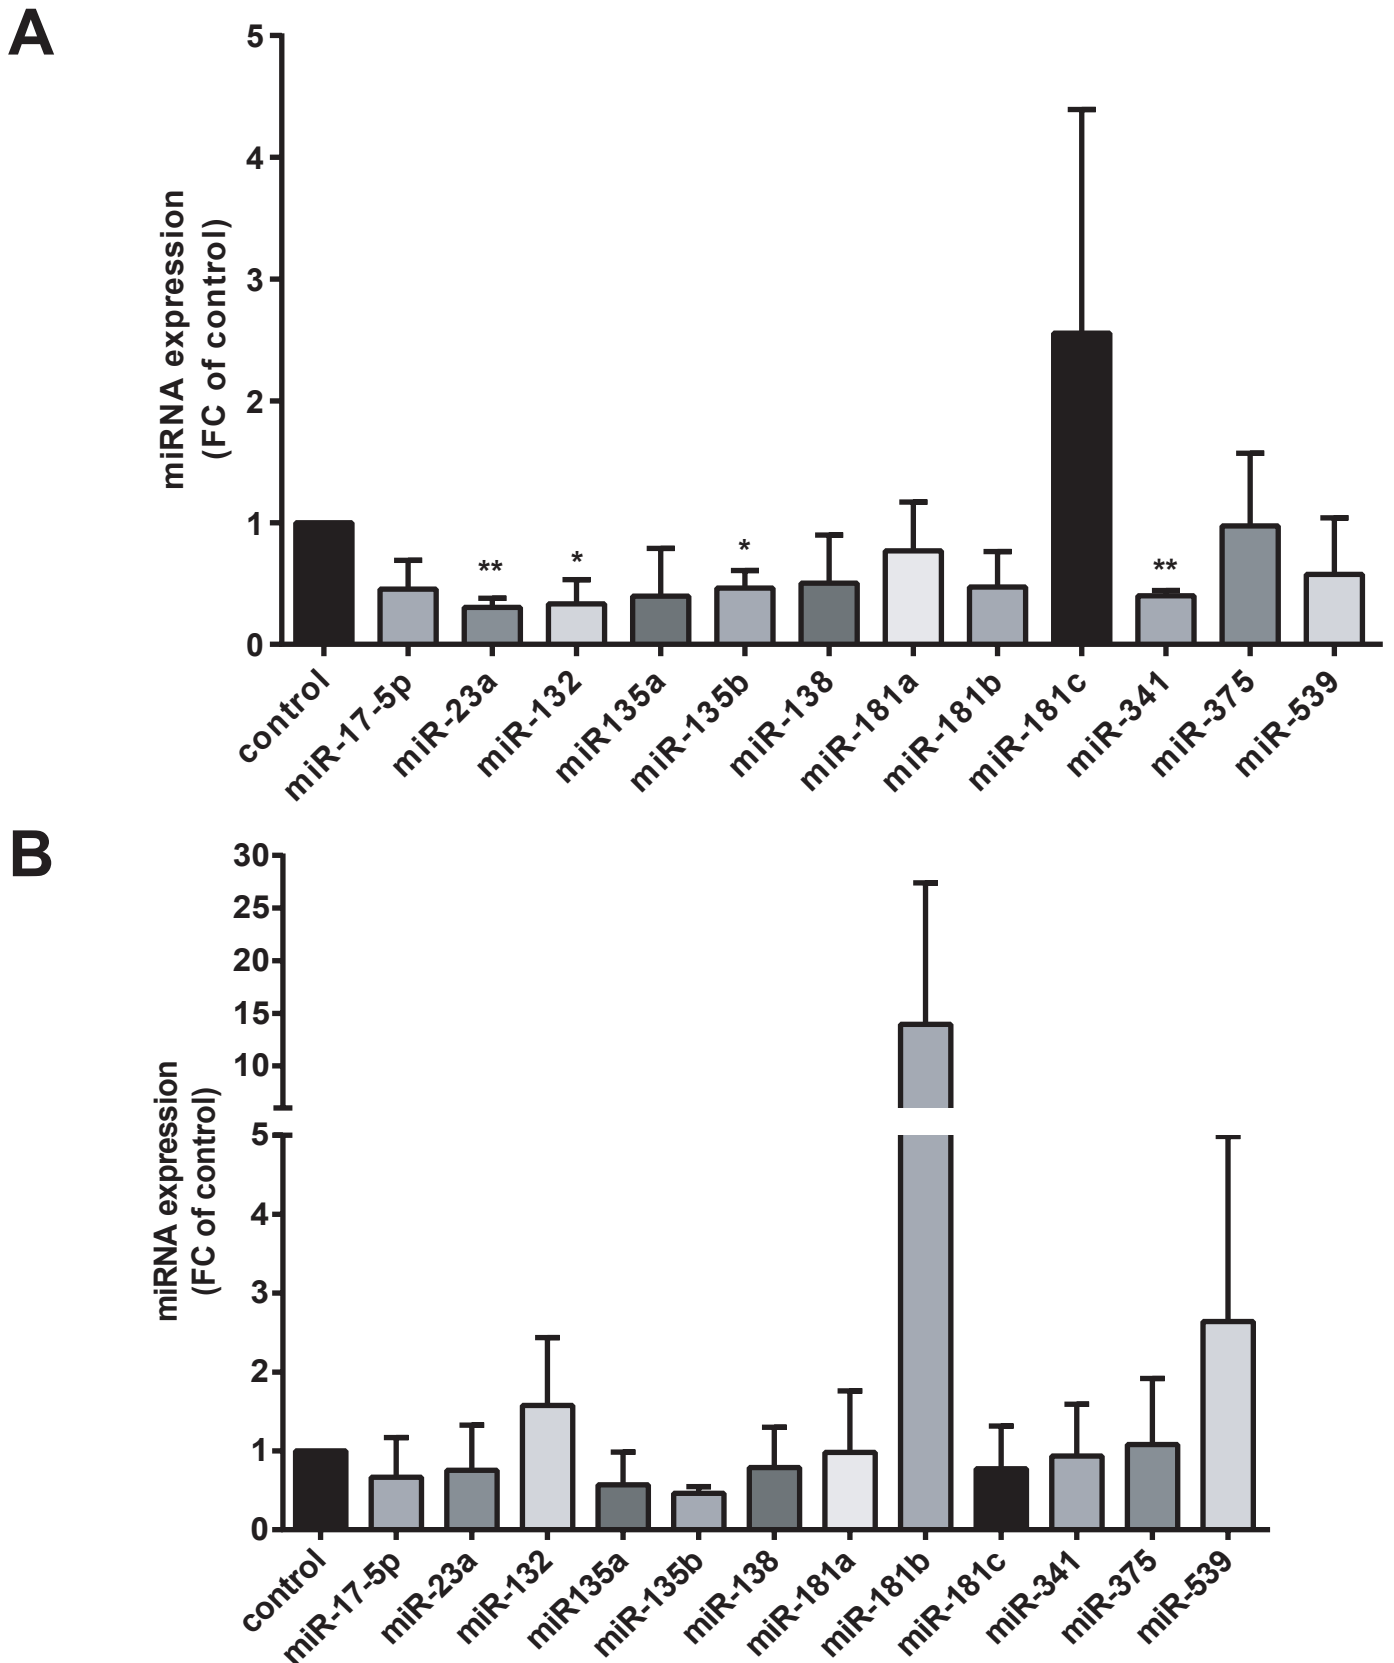 A
5
4
3
2
1
0
miRNA expression
(FC of control)
** * * **
control miR-17-5p miR-23a miR-132 miR135a miR-135b miR-138 miR-181a miR-181b miR-181c miR-341 miR-375 miR-539
B
30
25
20
15
10
5
4
3
2
1
0
miRNA expression
(FC of control)
control miR-17-5p miR-23a miR-132 miR135a miR-135b miR-138 miR-181a miR-181b miR-181c miR-341 miR-375 miR-539